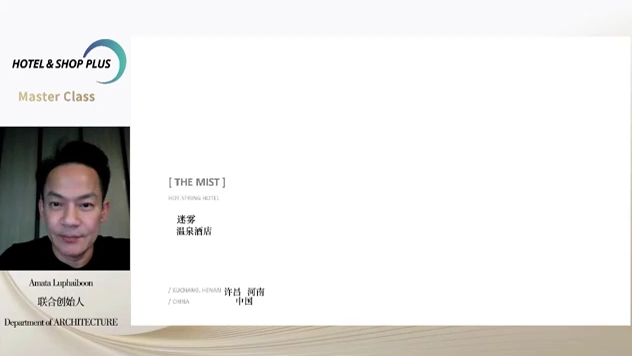 HOTEL & SHOP PLUS
Master Class
[ THE MIST ]
HOT SPRING HOTEL
迷雾
温泉酒店
Amata Luphaiboon
联合创始人
Department of ARCHITECTURE
/ XUCHANG, HENAN 许昌 河南
/ CHINA 中国